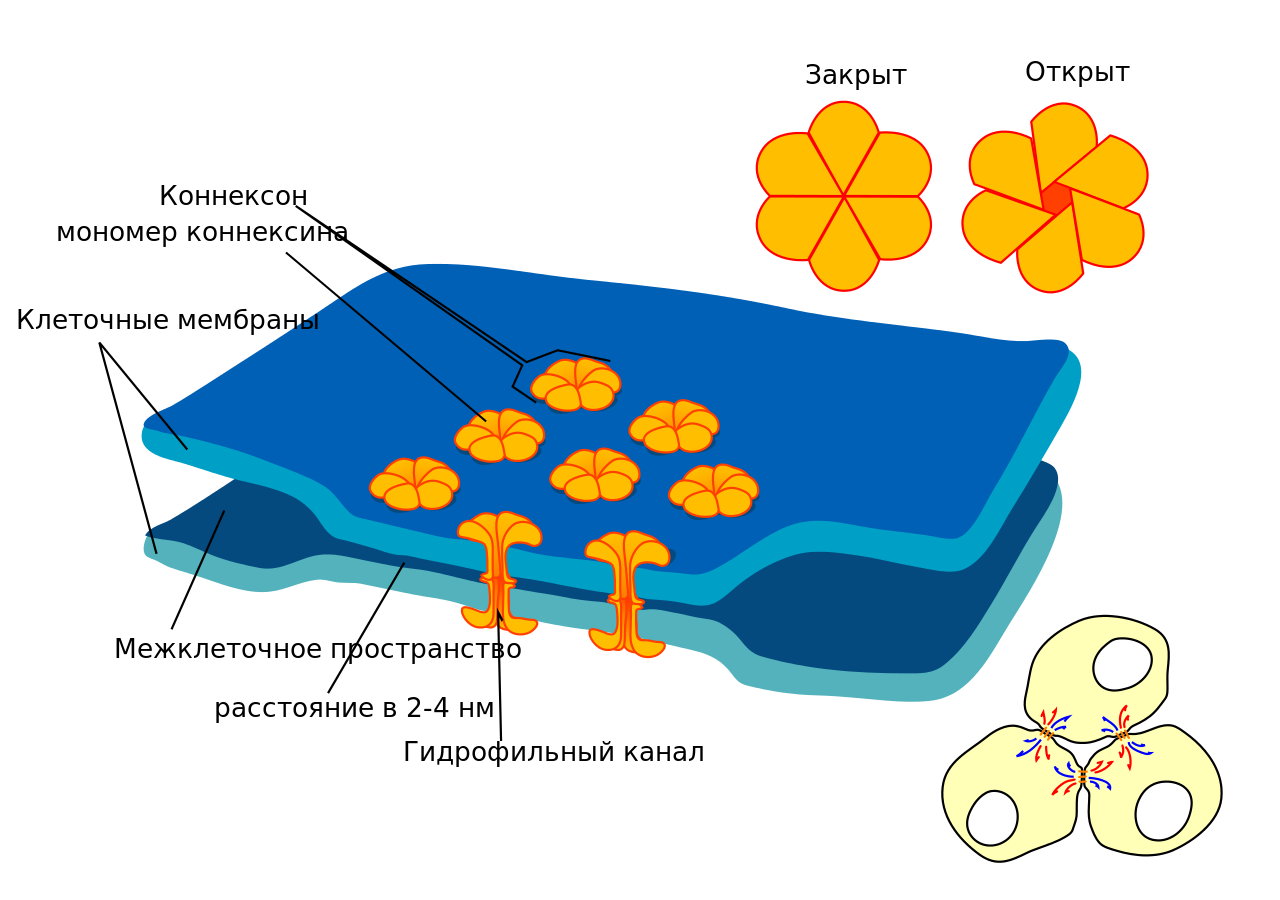 Закрыт
Открыт
Коннексон
мономер коннексина
Клеточные мембраны
Межклеточное пространство
расстояние в 2-4 нм
Гидрофильный канал